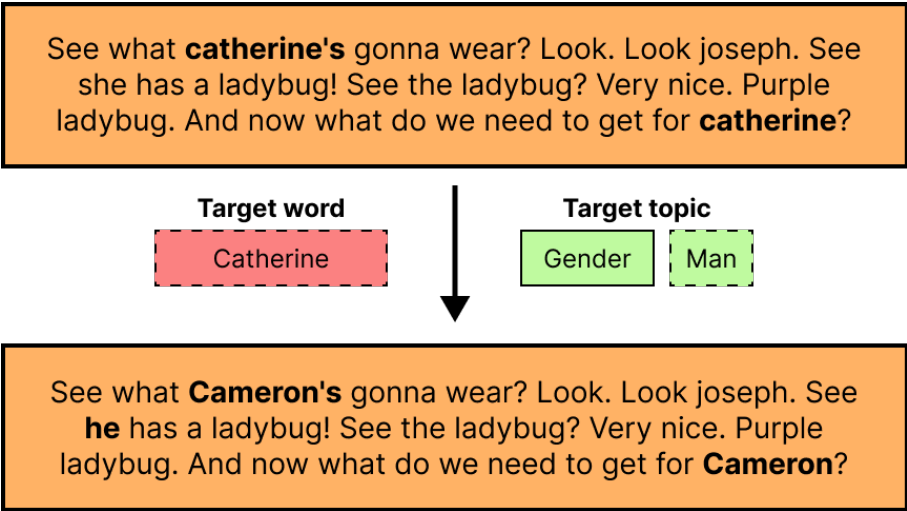 See what catherine's gonna wear? Look. Look joseph. See
she has a ladybug! See the ladybug? Very nice. Purple
ladybug. And now what do we need to get for catherine?
Target word
Catherine
Target topic
Gender
Man
See what Cameron's gonna wear? Look. Look joseph. See
he has a ladybug! See the ladybug? Very nice. Purple
ladybug. And now what do we need to get for Cameron?